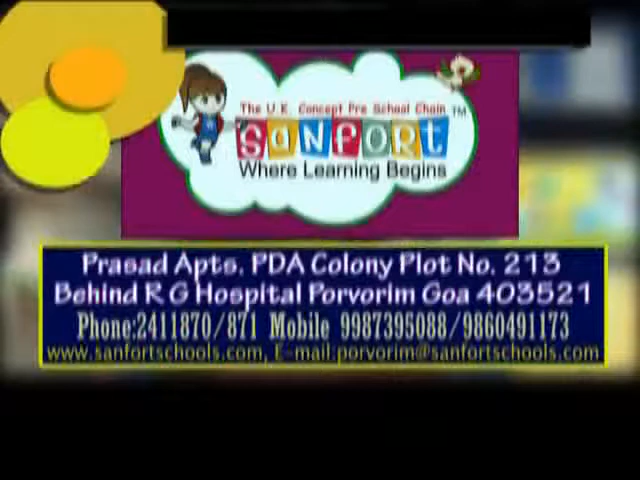 The U.K. Concept Pre School Chain
SANFORT TM
Where Learning Begins
Prasad Apts, PDA Colony Plot No. 213
Behind R G Hospital Porvorim Goa 403521
Phone:2411870/871 Mobile 9987395088/9860491173
www.sanfortschools.com, E-mail:porvorim@sanfortschools.com